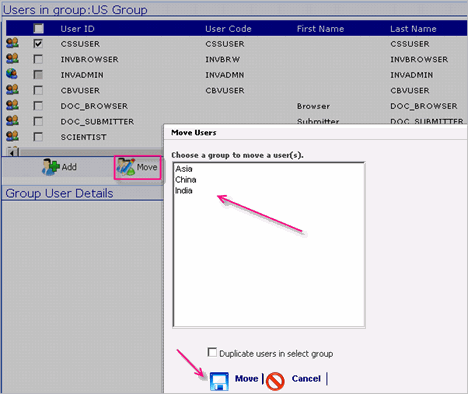 Users in group:US Group
User ID User Code First Name Last Name
CSSUSER CSSUSER CSSUSER
INVBROWSER INVBRW INVBROWSER
INVADMIN INVADMN INVADMIN
CBVUSER CBVUSER CBVUSER
DOC_BROWSER Browser DOC_BROWSER
DOC_SUBMITTER Submitter DOC_SUBMITTER
SCIENTIST
Add Move
Group User Details
Move Users
Choose a group to move a user(s).
Asia
China
India
Duplicate users in select group
Move Cancel